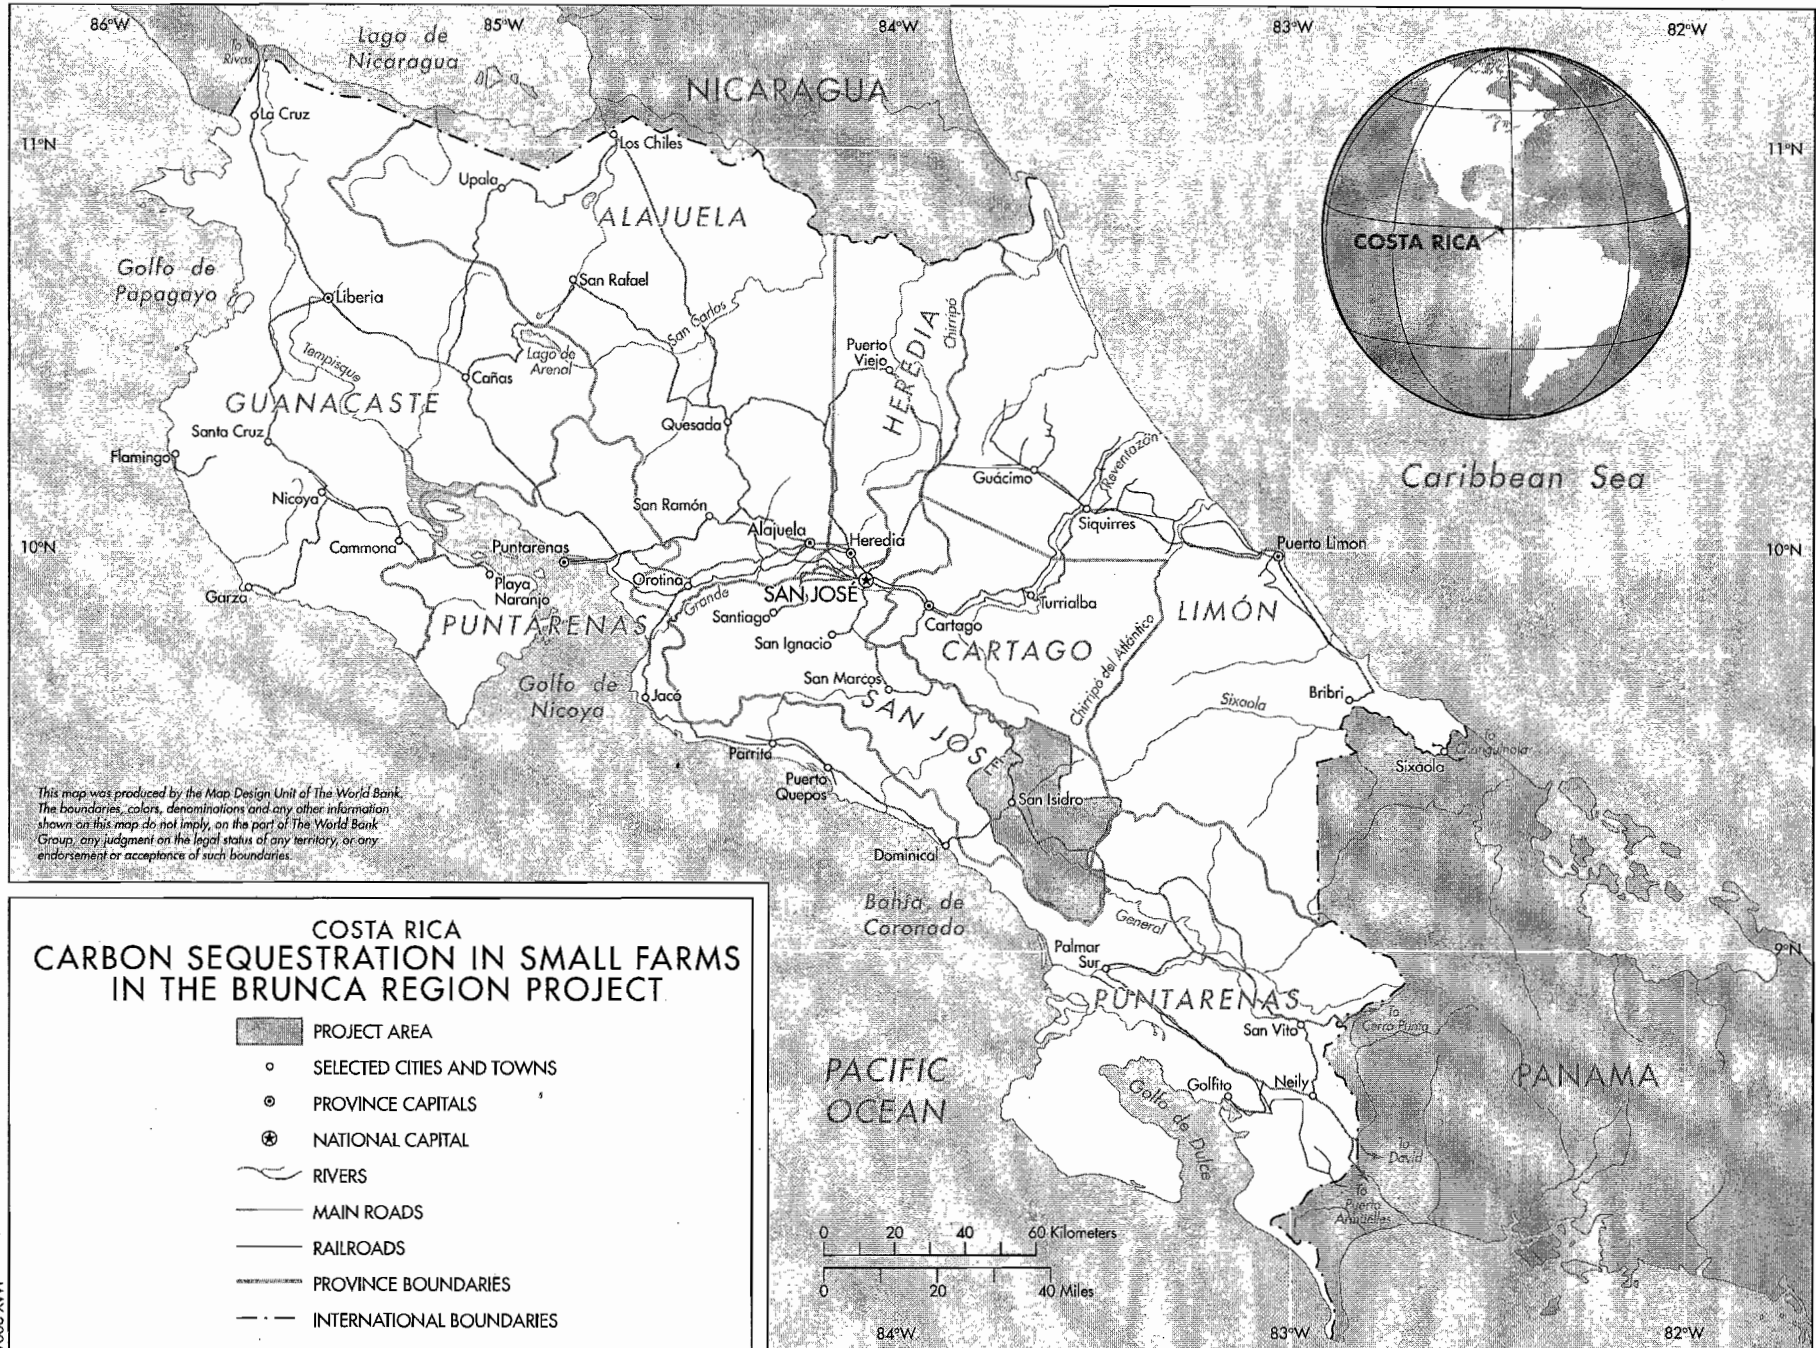 86°W
85°W
84°W
83°W
82°W
To
Rivas
Lago de
Nicaragua
NICARAGUA
La Cruz
11°N
Los Chiles
11°N
Upala
ALAJUELA
COSTA RICA
Golfo de
Papagayo
San Rafael
Liberia
San Carlos
Chirripó
HEREDIA
Puerto
Viejo
Tempisque
Lago de
Arenal
Cañas
GUANACASTE
Santa Cruz
Quesada
Flamingo
Reventazón
Guácimo
Caribbean Sea
Nicoya
San Ramón
Siquirres
Alajuela
Heredia
10°N
Cammona
Puntarenas
Puerto Limon
10°N
Orotina
Playa
Naranjo
SAN JOSÉ
Garza
Grande
Turrialba
LIMÓN
PUNTARENAS
Santiago
Cartago
San Ignacio
CARTAGO
Chirripó del Atlántico
San Marcos
Golfo de
Nicoya
Jacó
SAN JOSÉ
Sixaola
Bribri
Parrita
To
Changuinola
Sixaola
Puerto
Quepos
San Isidro
This map was produced by the Map Design Unit of The World Bank.
The boundaries, colors, denominations and any other information
shown on this map do not imply, on the part of The World Bank
Group, any judgment on the legal status of any territory, or any
endorsement or acceptance of such boundaries.
Dominical
Bahía de
Coronado
General
Palmar
Sur
9°N
PUNTARENAS
San Vito
To
Cerro Punta
PACIFIC
OCEAN
Golfo de Dulce
Golfito
Neily
PANAMA
To
David
To
Puerto
Armuelles
COSTA RICA
CARBON SEQUESTRATION IN SMALL FARMS
IN THE BRUNCA REGION PROJECT
PROJECT AREA
SELECTED CITIES AND TOWNS
PROVINCE CAPITALS
NATIONAL CAPITAL
RIVERS
MAIN ROADS
RAILROADS
PROVINCE BOUNDARIES
INTERNATIONAL BOUNDARIES
0 20 40 60 Kilometers
0 20 40 Miles
84°W
83°W
82°W